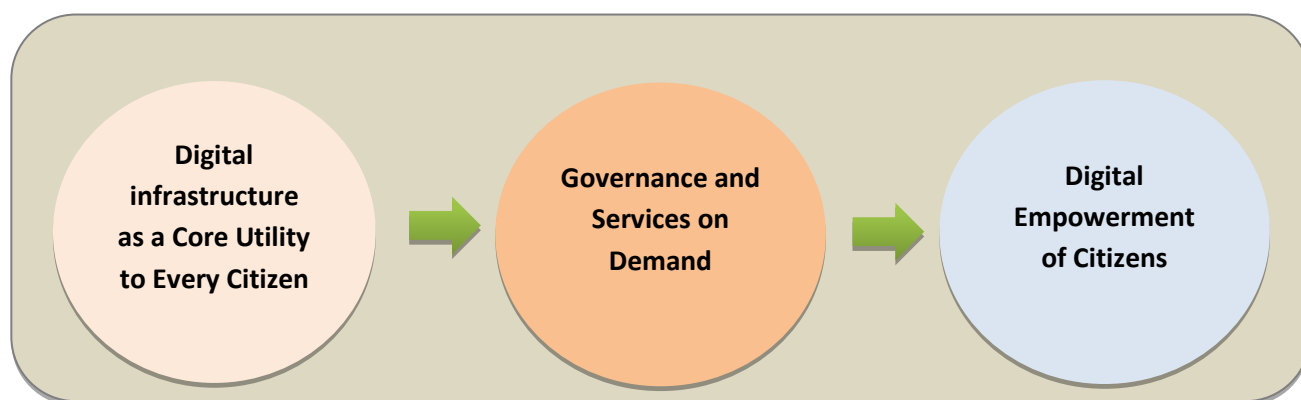 Digital
infrastructure
as a Core Utility
to Every Citizen
Governance and
Services on
Demand
Digital
Empowerment
of Citizens